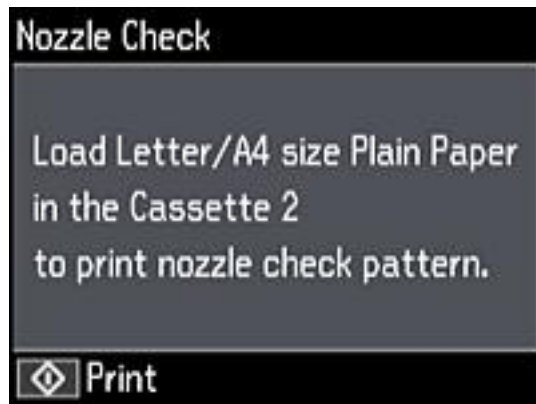 Nozzle Check
Load Letter/A4 size Plain Paper
in the Cassette 2
to print nozzle check pattern.
Print